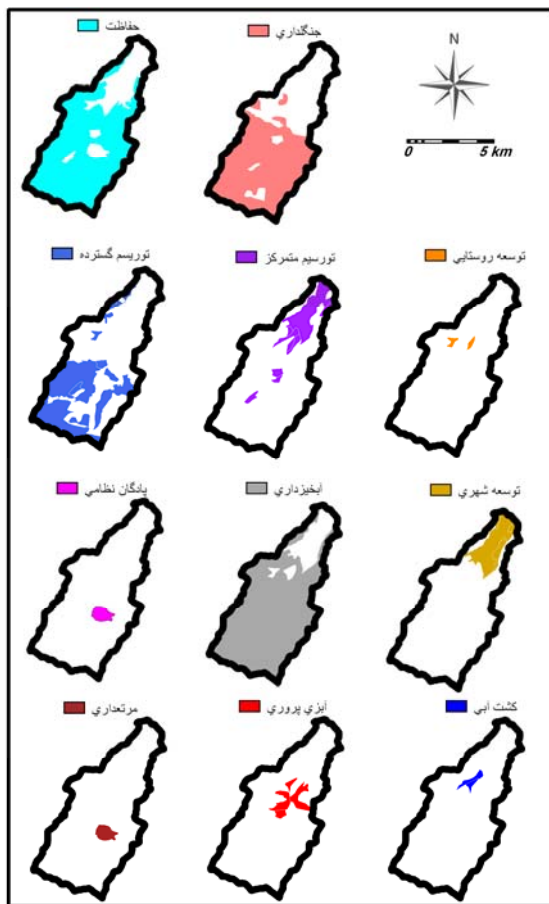 حفاظت
جنگلداري
N
0 5 km
توريسم گسترده
تورسيم متمركز
توسعه روستايي
پادگان نظامي
آبخيزداري
توسعه شهري
مرتعداري
آبزي پروري
كشت آبي